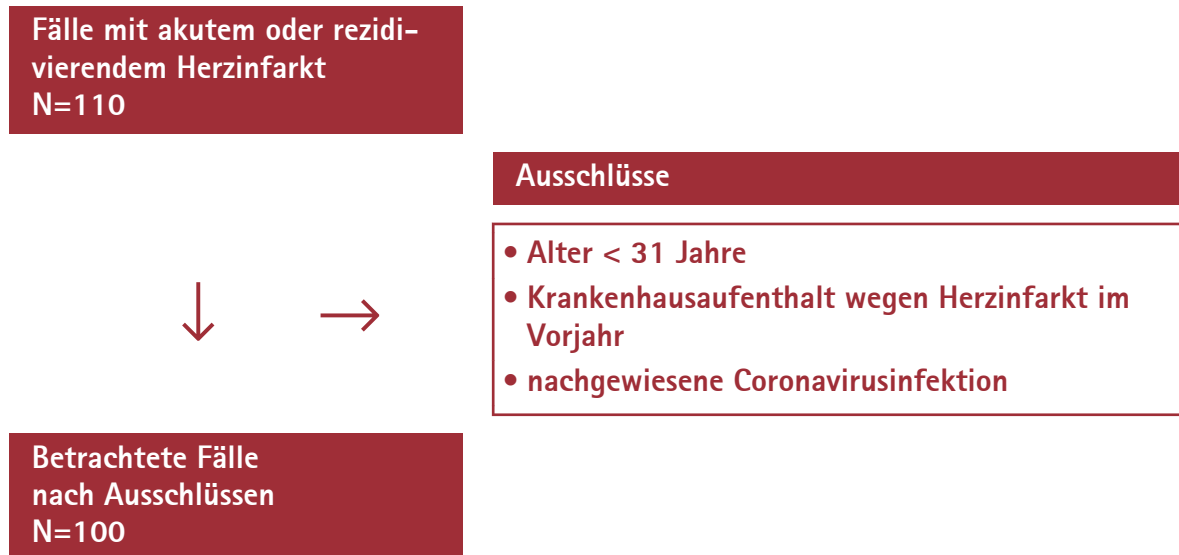 Fälle mit akutem oder rezidi-
vierendem Herzinfarkt
N=110
Ausschlüsse
• Alter < 31 Jahre
• Krankenhausaufenthalt wegen Herzinfarkt im
Vorjahr
• nachgewiesene Coronavirusinfektion
Betrachtete Fälle
nach Ausschlüssen
N=100